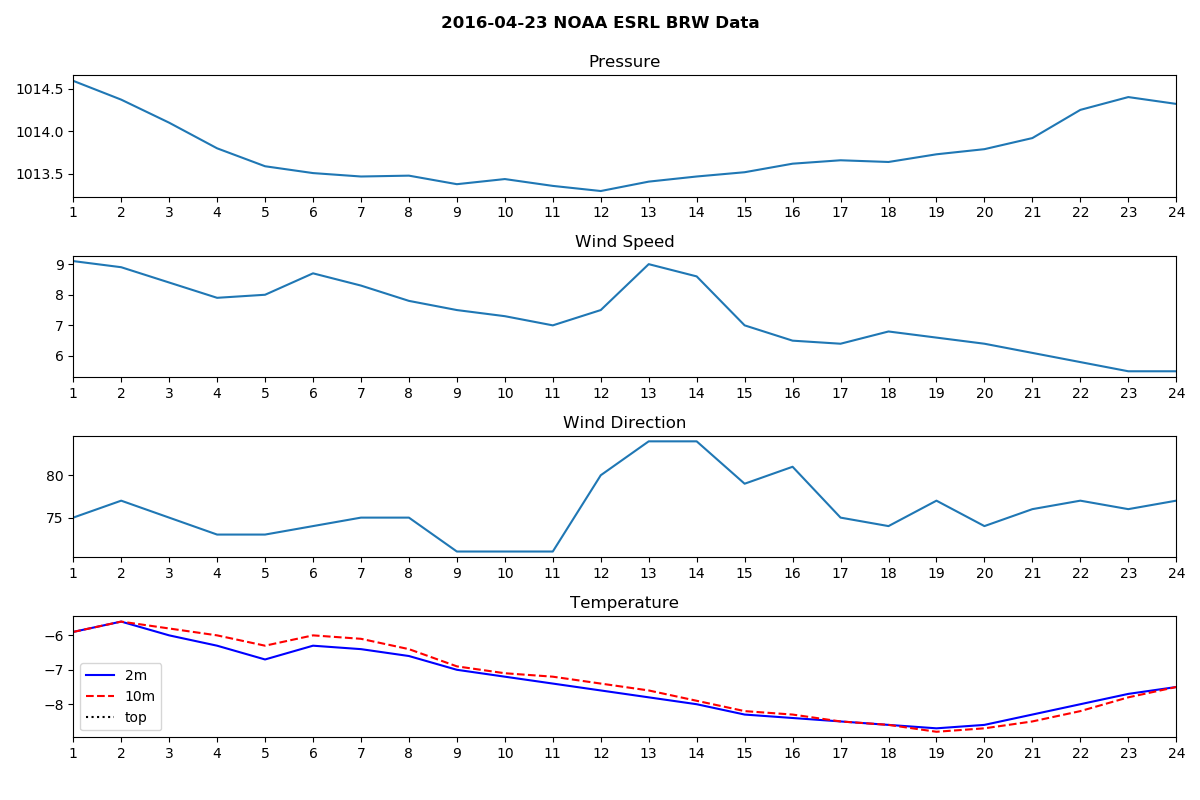 2016-04-23 NOAA ESRL BRW Data
Pressure
1014.5
1014.0
1013.5
1 2 3 4 5 6 7 8 9 10 11 12 13 14 15 16 17 18 19 20 21 22 23 24
Wind Speed
9
8
7
6
1 2 3 4 5 6 7 8 9 10 11 12 13 14 15 16 17 18 19 20 21 22 23 24
Wind Direction
80
75
1 2 3 4 5 6 7 8 9 10 11 12 13 14 15 16 17 18 19 20 21 22 23 24
Temperature
−6
−7
−8
2m
10m
top
1 2 3 4 5 6 7 8 9 10 11 12 13 14 15 16 17 18 19 20 21 22 23 24